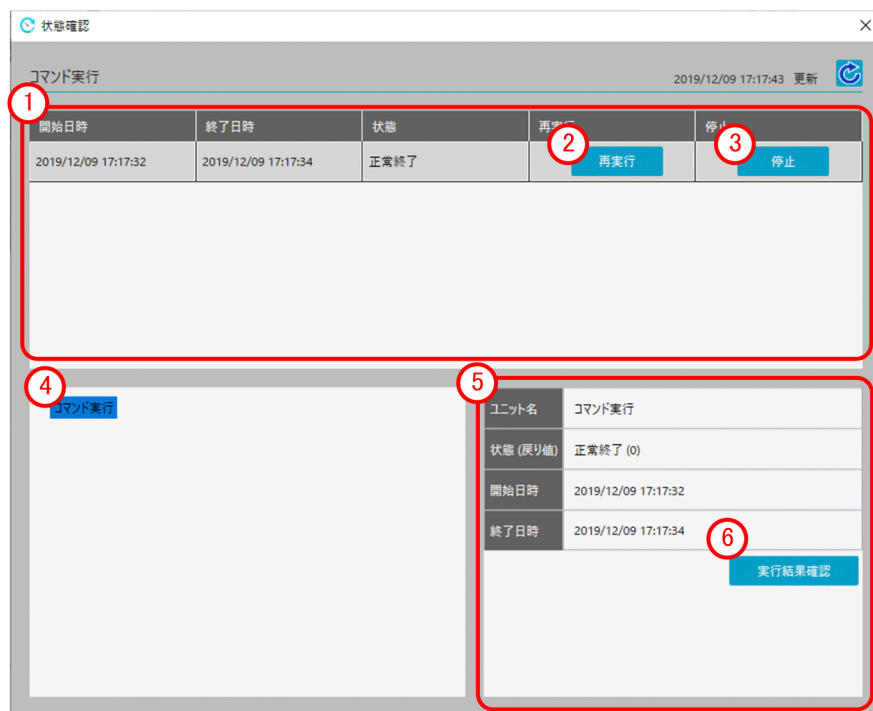 状態確認
コマンド実行
2019/12/09 17:17:43 更新
1
開始日時 終了日時 状態 再実行 停止
2 3
2019/12/09 17:17:32 2019/12/09 17:17:34 正常終了 再実行 停止
4
コマンド実行
5
ユニット名 コマンド実行
状態 (戻り値) 正常終了 (0)
開始日時 2019/12/09 17:17:32
終了日時 2019/12/09 17:17:34
6
実行結果確認